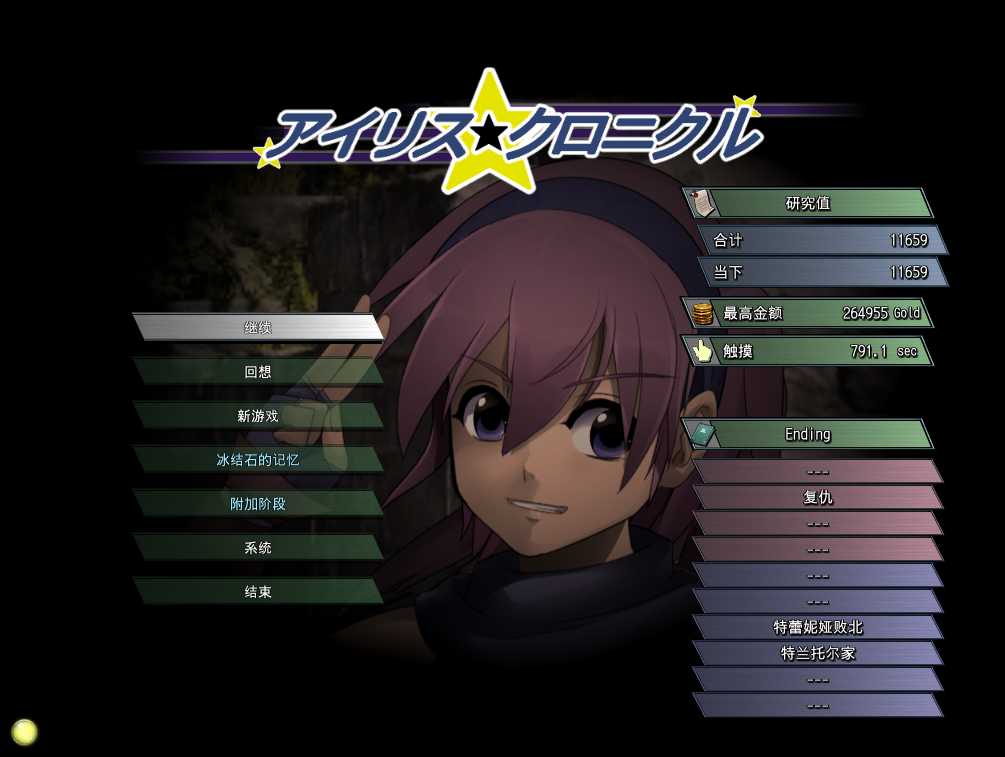 アイリス★クロニクル
继续
回想
新游戏
冰结石的记忆
附加阶段
系统
结束
研究值
合计 11659
当下 11659
最高金额 264955 Gold
触摸 791.1 sec
Ending
---
复仇
---
---
---
---
特蕾妮娅败北
特兰托尔家
---
---